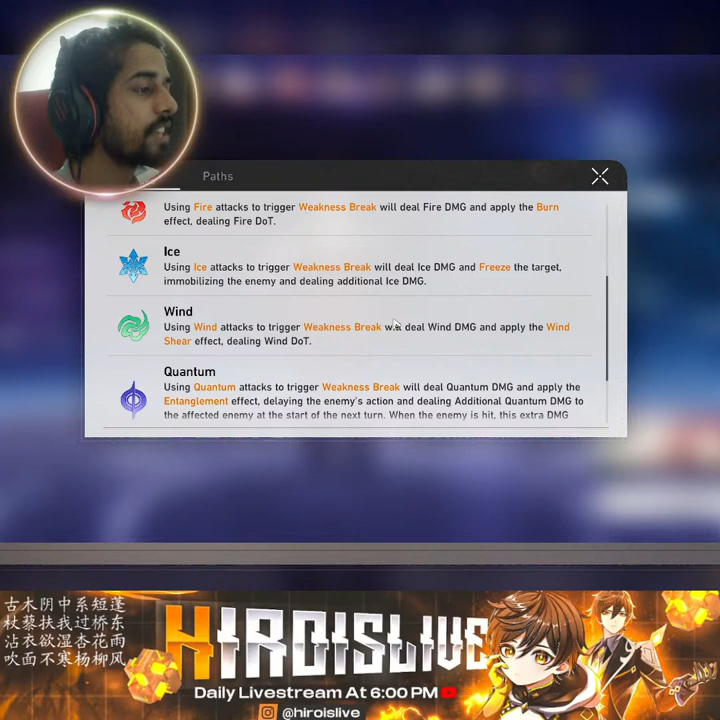 Paths
Using Fire attacks to trigger Weakness Break will deal Fire DMG and apply the Burn
effect, dealing Fire DoT.
Ice
Using Ice attacks to trigger Weakness Break will deal Ice DMG and Freeze the target,
immobilizing the enemy and dealing additional Ice DMG.
Wind
Using Wind attacks to trigger Weakness Break will deal Wind DMG and apply the Wind
Shear effect, dealing Wind DoT.
Quantum
Using Quantum attacks to trigger Weakness Break will deal Quantum DMG and apply the
Entanglement effect, delaying the enemy's action and dealing Additional Quantum DMG to
the affected enemy at the start of the next turn. When the enemy is hit, this extra DMG
古木阴中系短蓬
杖藜扶我过桥东
沾衣欲湿杏花雨
吹面不寒杨柳风
HIROISLIVE
Daily Livestream At 6:00 PM
@hiroislive